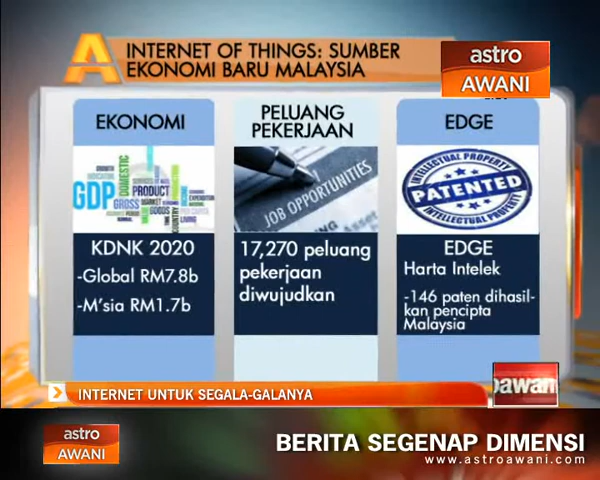 INTERNET OF THINGS: SUMBER
EKONOMI BARU MALAYSIA
astro
AWANI
EKONOMI
GDP
DOMESTIC
PRODUCT
GROSS
MARKET
GOODS
COUNTRY
KDNK 2020
-Global RM7.8b
-M'sia RM1.7b
PELUANG
PEKERJAAN
JOB OPPORTUNITIES
17,270 peluang
pekerjaan
diwujudkan
EDGE
INTELLECTUAL PROPERTY
PATENTED
INTELLECTUAL PROPERTY
EDGE
Harta Intelek
-146 paten dihasil-
kan pencipta
Malaysia
INTERNET UNTUK SEGALA-GALANYA
awani
astro
AWANI
BERITA SEGENAP DIMENSI
www.astroawani.com